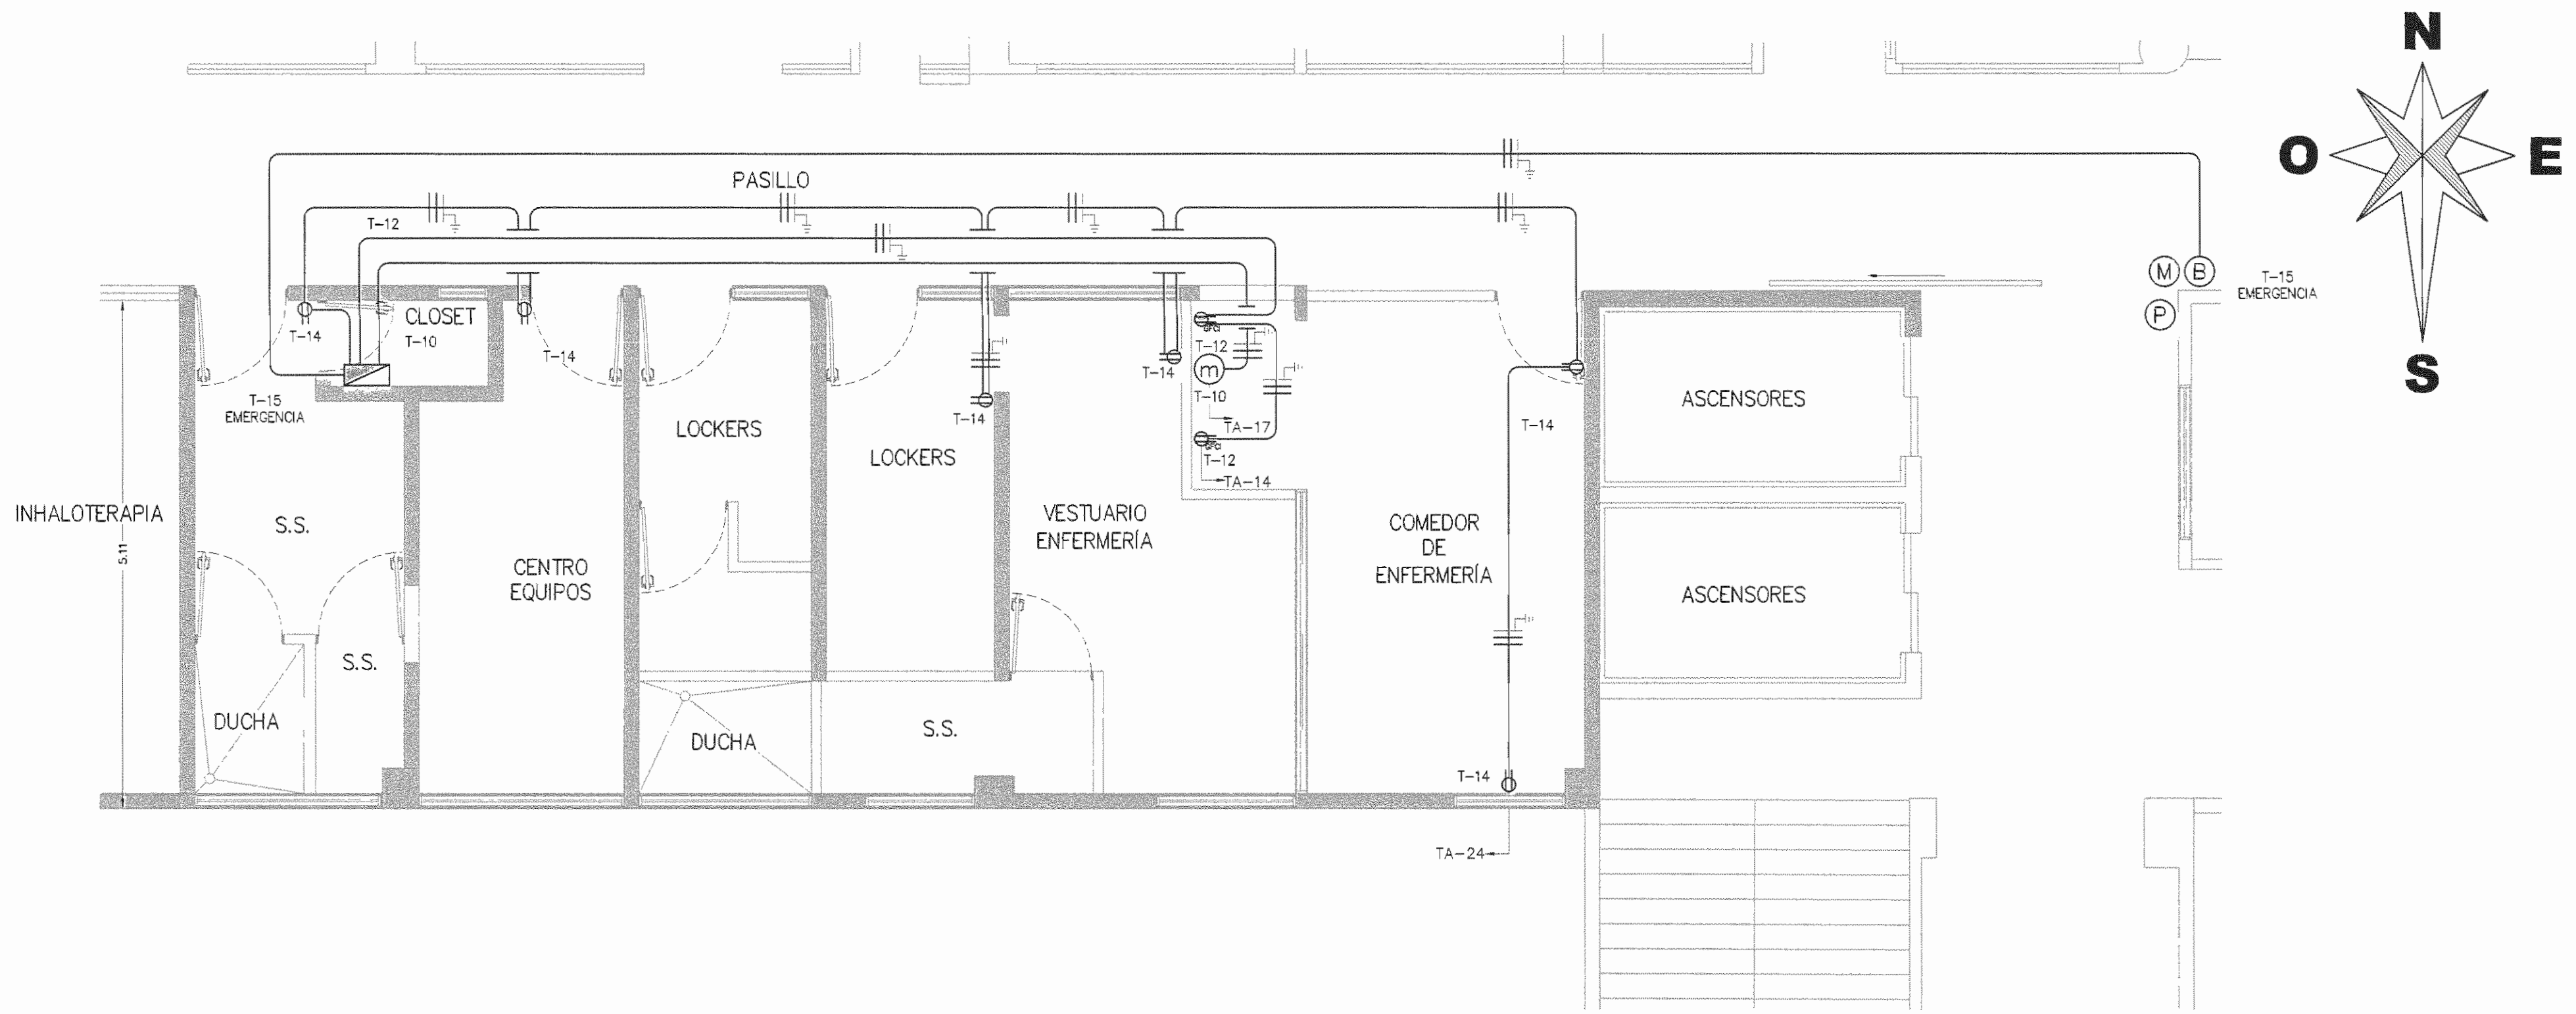 N
O
E
S
PASILLO
T-12
M
B
P
T-15
EMERGENCIA
T-14
CLOSET
T-10
T-14
T-15
EMERGENCIA
GFCI
T-12
m
T-10
T-14
T-14
TA-17
GFCI
T-12
TA-14
T-14
LOCKERS
LOCKERS
ASCENSORES
INHALOTERAPIA
5.11
S.S.
VESTUARIO
ENFERMERÍA
COMEDOR
DE
ENFERMERÍA
CENTRO
EQUIPOS
ASCENSORES
S.S.
DUCHA
DUCHA
S.S.
T-14
TA-24